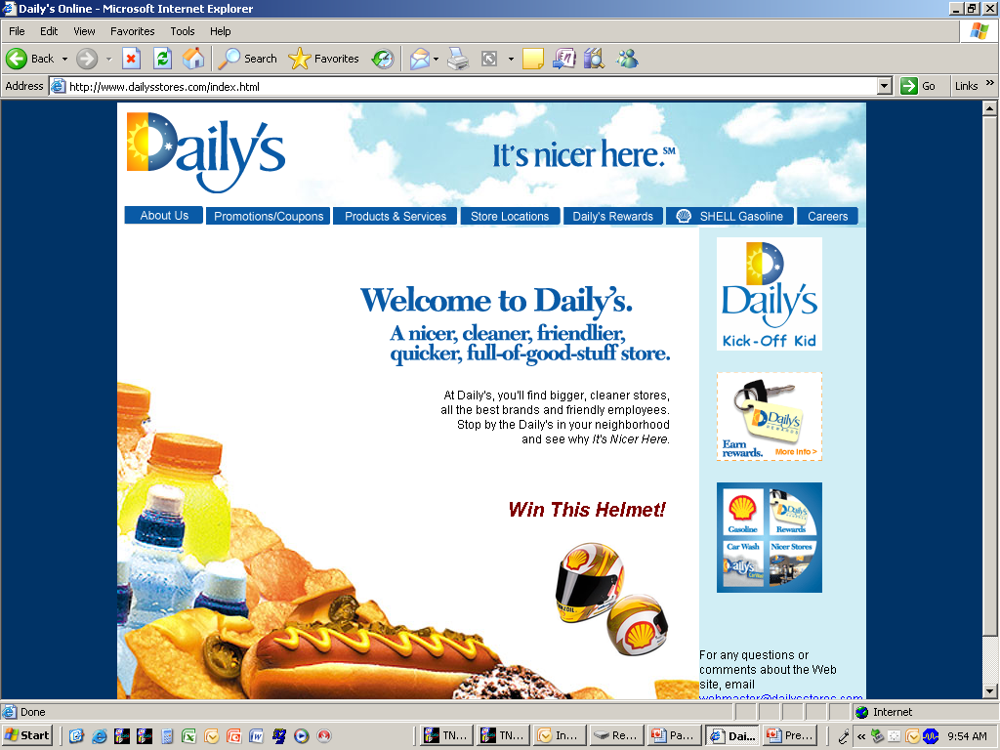 Daily's Online - Microsoft Internet Explorer
File Edit View Favorites Tools Help
Back Search Favorites
Address http://www.dailysstores.com/index.html Go Links »
Daily's
It's nicer here.SM
About Us Promotions/Coupons Products & Services Store Locations Daily's Rewards SHELL Gasoline Careers
Daily's
Kick-Off Kid
Welcome to Daily's.
A nicer, cleaner, friendlier,
quicker, full-of-good-stuff store.
At Daily's, you'll find bigger, cleaner stores,
all the best brands and friendly employees.
Stop by the Daily's in your neighborhood
and see why It's Nicer Here.
Daily's
REWARDS
Earn
rewards.
More Info >
Win This Helmet!
Daily's
Gasoline Rewards
Car Wash Nicer Stores
Daily's
For any questions or
comments about the Web
site, email
webmaster@dailysstores.com
Done Internet
Start TN... TN... In... Re... Pa... Dai... Pre... « 9:54 AM